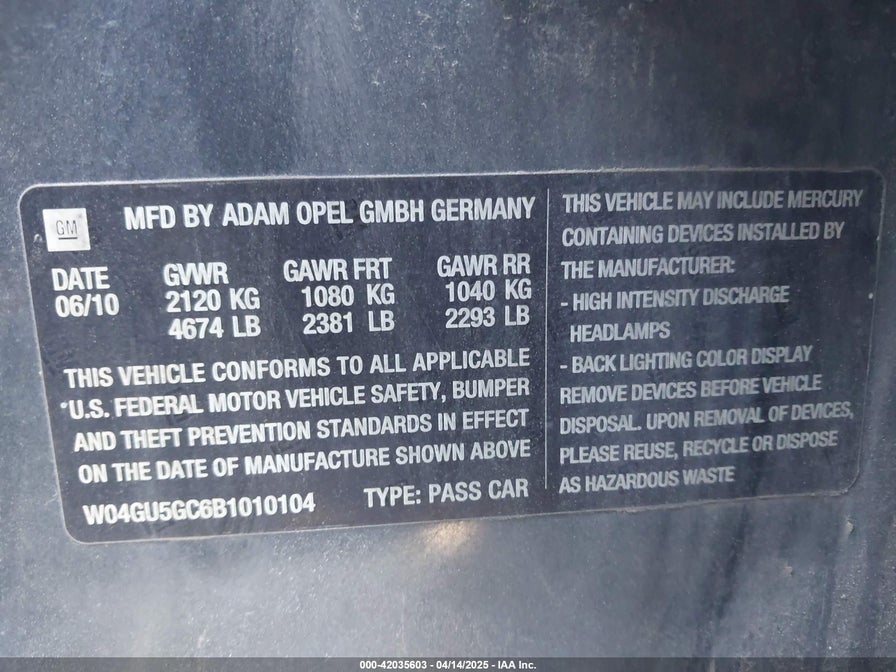 GM
MFD BY ADAM OPEL GMBH GERMANY
DATE GVWR GAWR FRT GAWR RR
06/10 2120 KG 1080 KG 1040 KG
4674 LB 2381 LB 2293 LB
THIS VEHICLE CONFORMS TO ALL APPLICABLE
U.S. FEDERAL MOTOR VEHICLE SAFETY, BUMPER
AND THEFT PREVENTION STANDARDS IN EFFECT
ON THE DATE OF MANUFACTURE SHOWN ABOVE
W04GU5GC6B1010104 TYPE: PASS CAR
THIS VEHICLE MAY INCLUDE MERCURY
CONTAINING DEVICES INSTALLED BY
THE MANUFACTURER:
- HIGH INTENSITY DISCHARGE
HEADLAMPS
- BACK LIGHTING COLOR DISPLAY
REMOVE DEVICES BEFORE VEHICLE
DISPOSAL. UPON REMOVAL OF DEVICES,
PLEASE REUSE, RECYCLE OR DISPOSE
AS HAZARDOUS WASTE
000-42035603 - 04/14/2025 - IAA Inc.